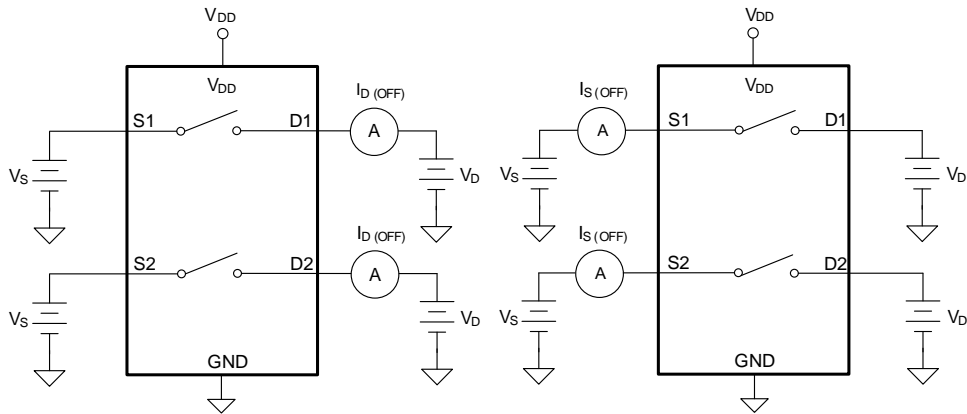 VDD
VDD
ID (OFF)
S1
D1
A
VS
VD
ID (OFF)
S2
D2
A
VS
VD
GND
VDD
VDD
IS (OFF)
A
S1
D1
VS
VD
IS (OFF)
A
S2
D2
VS
VD
GND